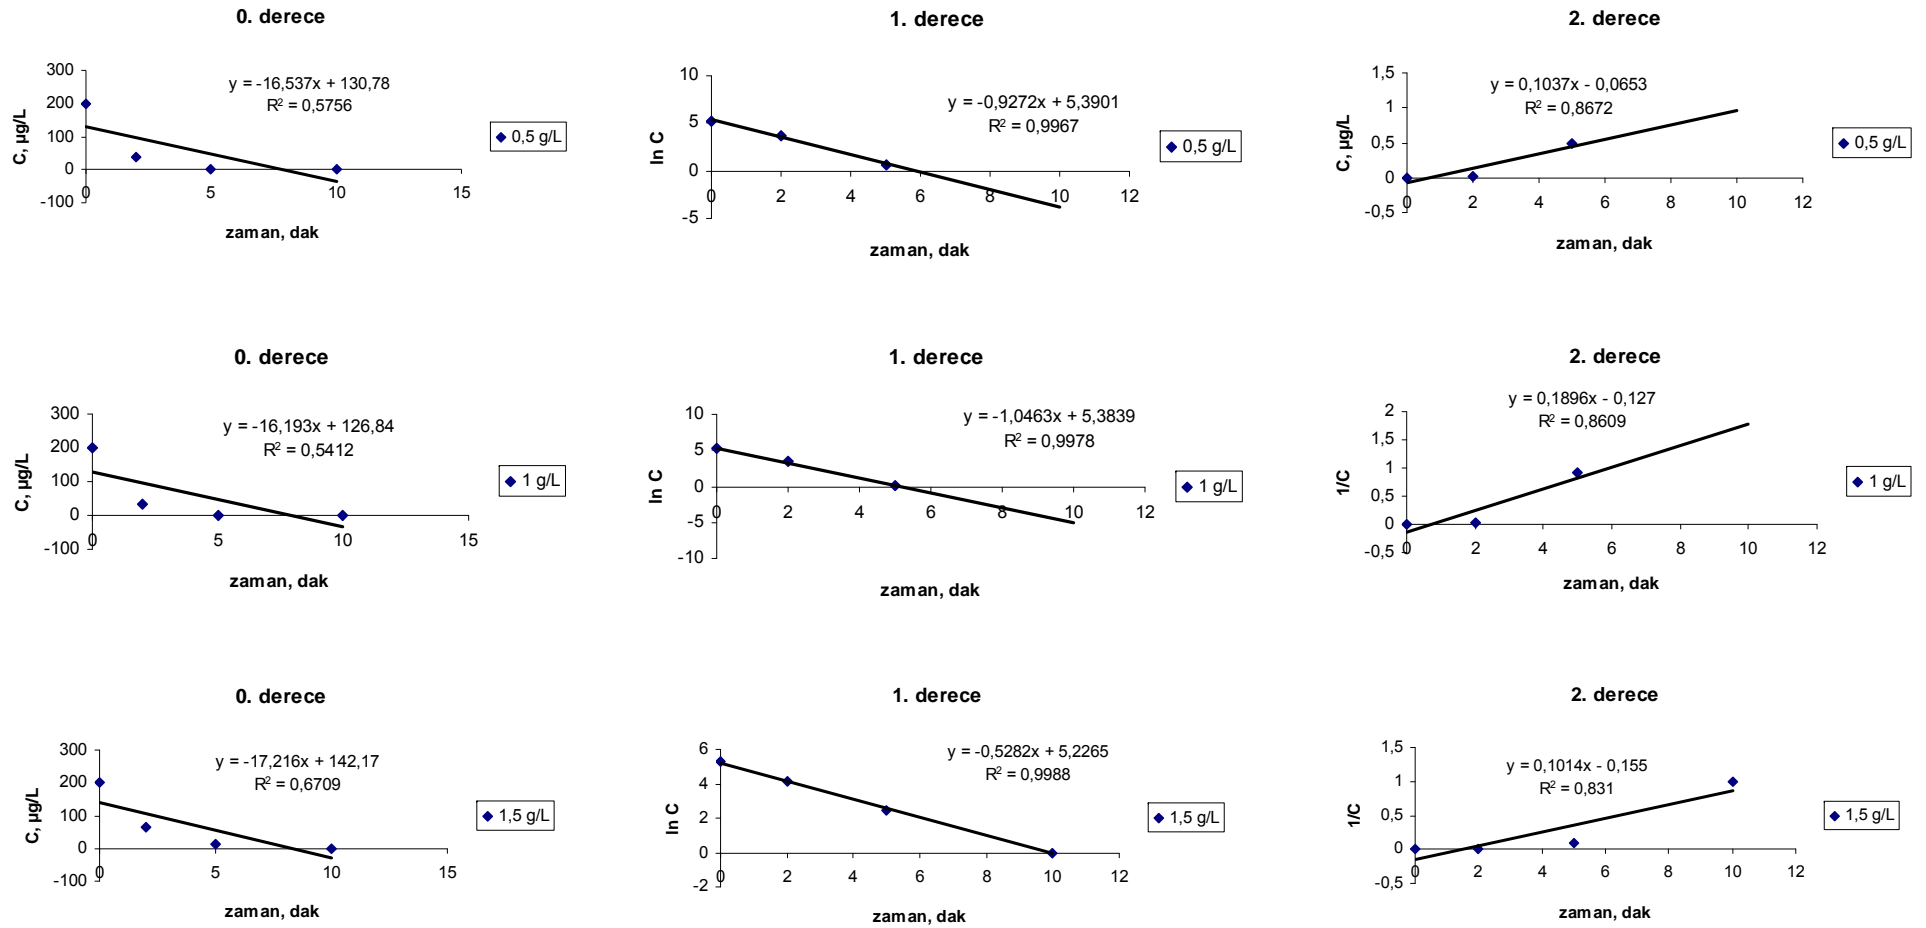 0. derece
300
200
100
0
-100
0
5
10
15
C, µg/L
zaman, dak
y = -16,537x + 130,78
R² = 0,5756
0,5 g/L
1. derece
10
5
0
-5
0
2
4
6
8
10
12
ln C
zaman, dak
y = -0,9272x + 5,3901
R² = 0,9967
0,5 g/L
2. derece
1,5
1
0,5
0
-0,5
0
2
4
6
8
10
12
C, µg/L
zaman, dak
y = 0,1037x - 0,0653
R² = 0,8672
0,5 g/L
0. derece
300
200
100
0
-100
0
5
10
15
C, µg/L
zaman, dak
y = -16,193x + 126,84
R² = 0,5412
1 g/L
1. derece
10
5
0
-5
-10
0
2
4
6
8
10
12
ln C
zaman, dak
y = -1,0463x + 5,3839
R² = 0,9978
1 g/L
2. derece
2
1,5
1
0,5
0
-0,5
0
2
4
6
8
10
12
1/C
zaman, dak
y = 0,1896x - 0,127
R² = 0,8609
1 g/L
0. derece
300
200
100
0
-100
0
5
10
15
C, µg/L
zaman, dak
y = -17,216x + 142,17
R² = 0,6709
1,5 g/L
1. derece
6
4
2
0
-2
0
2
4
6
8
10
12
ln C
zaman, dak
y = -0,5282x + 5,2265
R² = 0,9988
1,5 g/L
2. derece
1,5
1
0,5
0
-0,5
0
2
4
6
8
10
12
1/C
zaman, dak
y = 0,1014x - 0,155
R² = 0,831
1,5 g/L